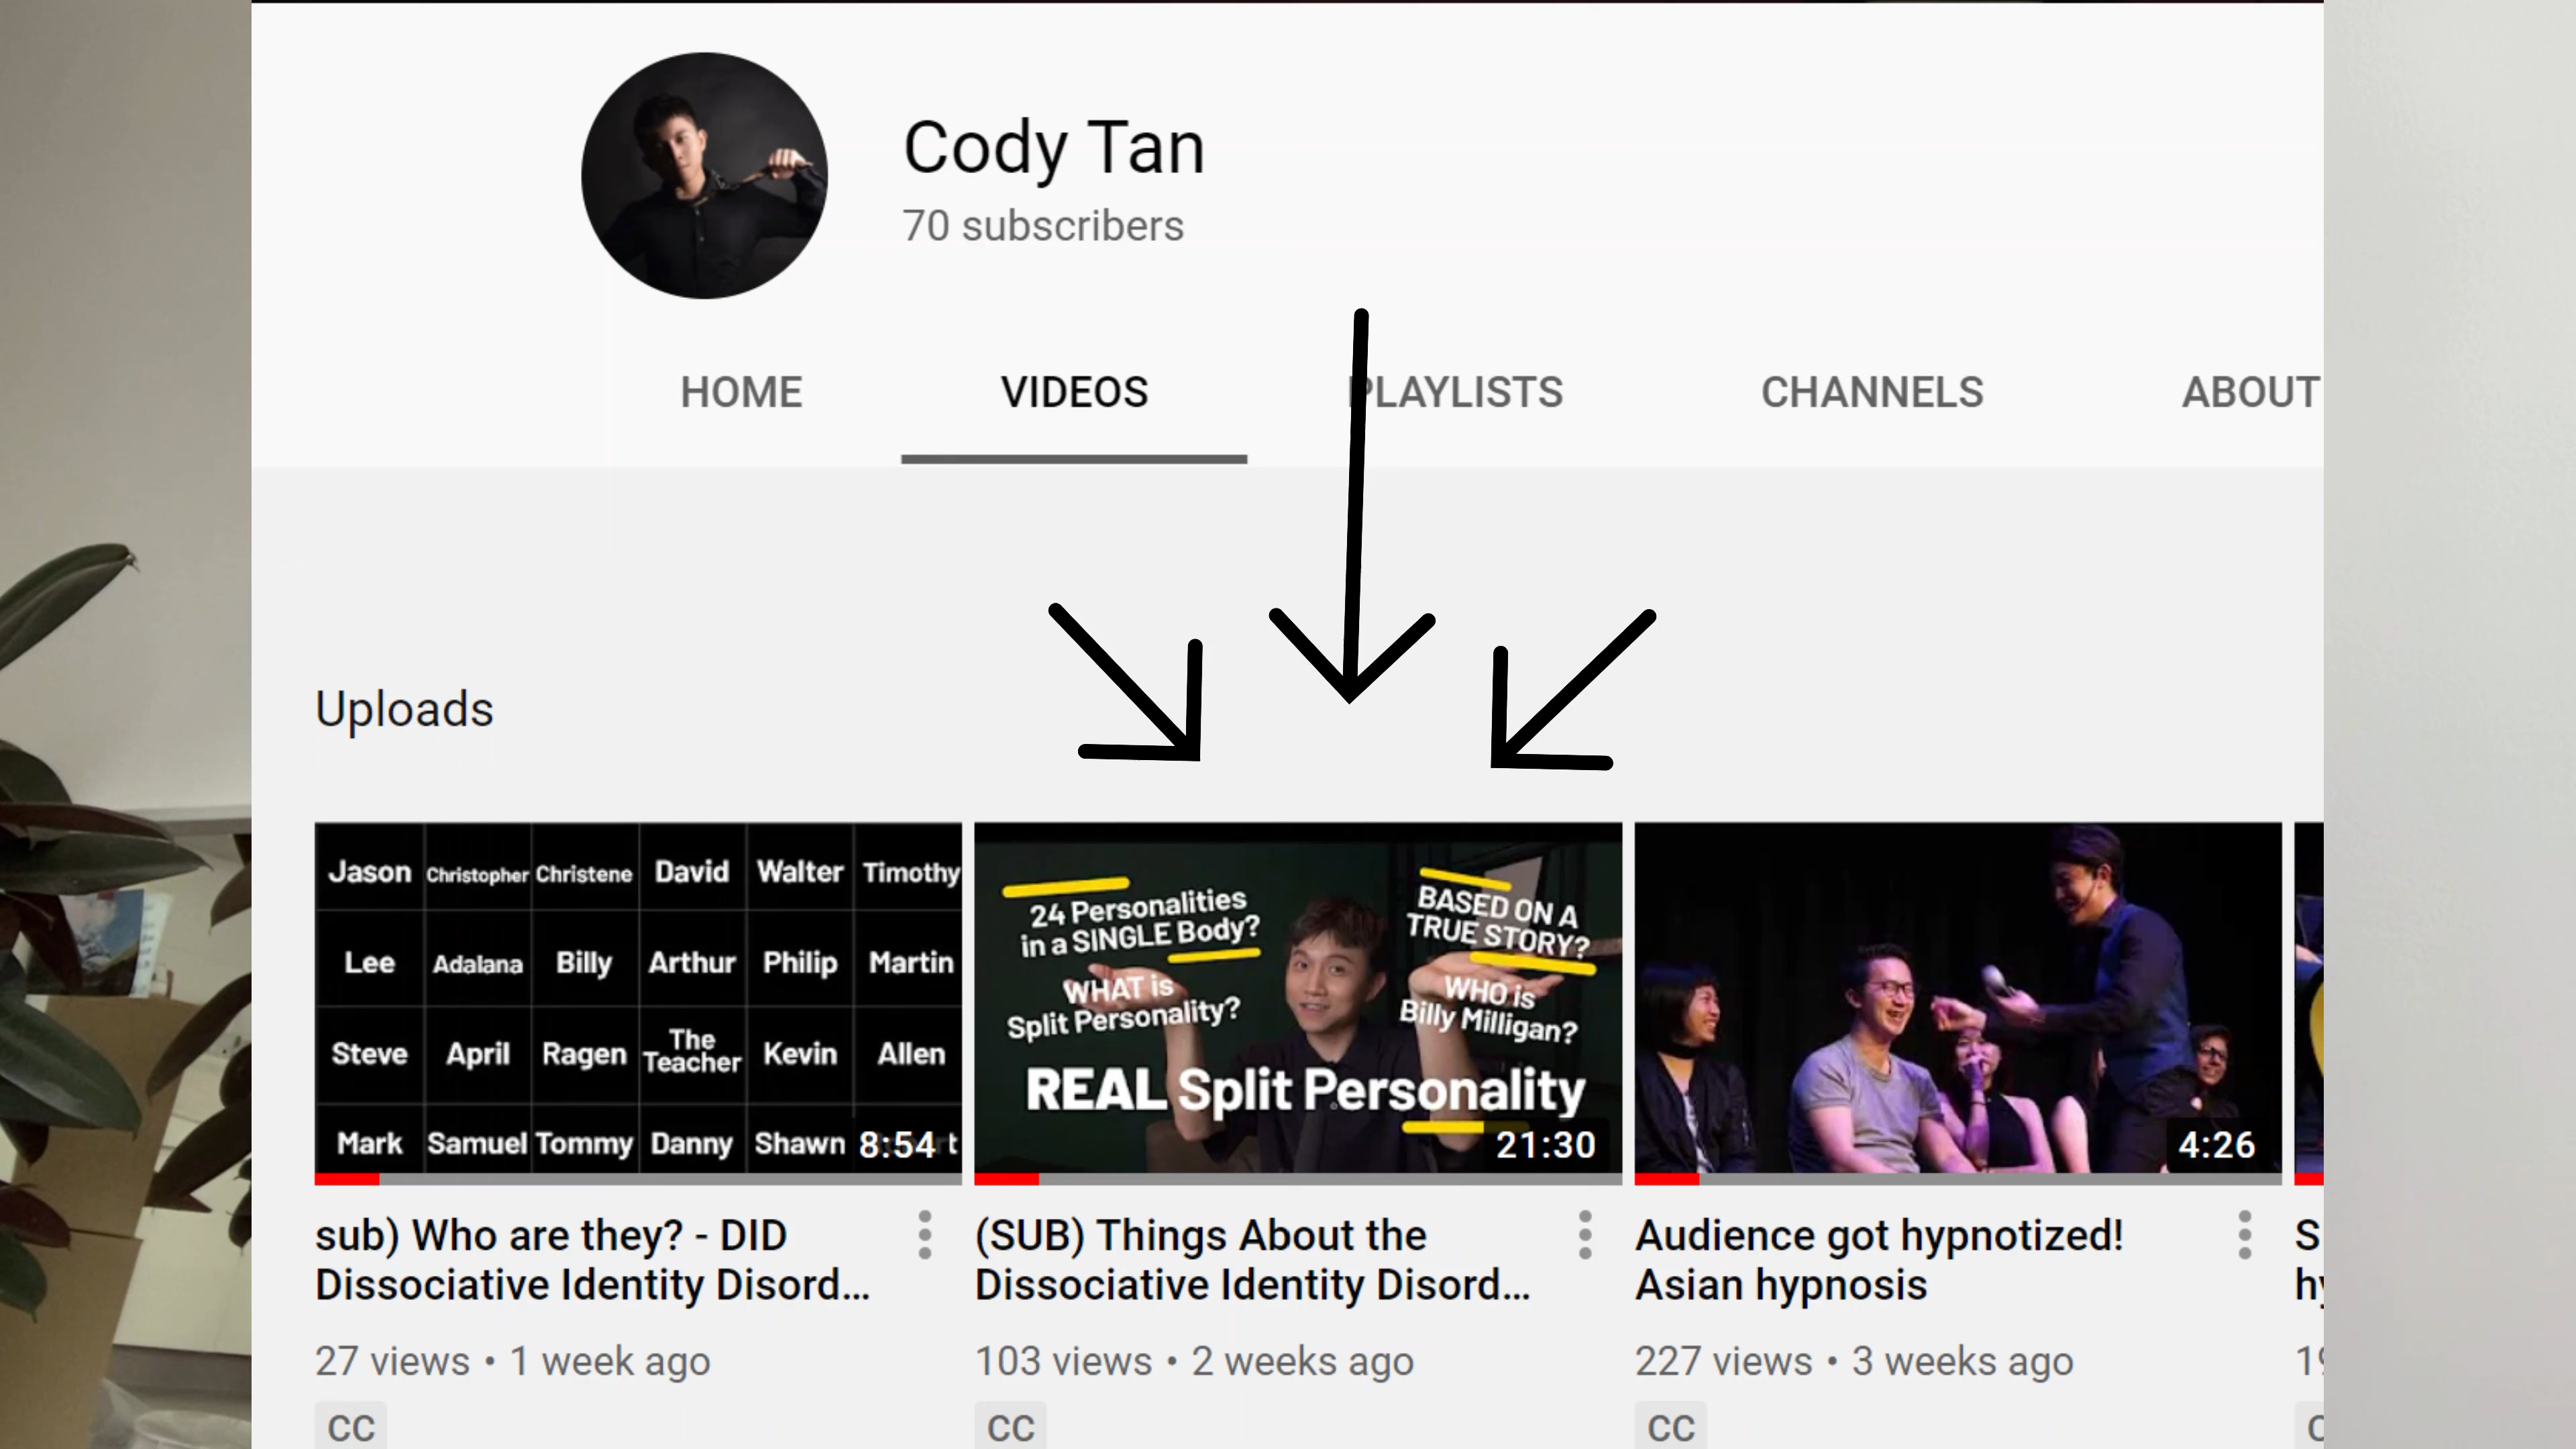 Cody Tan
70 subscribers
HOME VIDEOS PLAYLISTS CHANNELS ABOUT
Uploads
Jason Christopher Christene David Walter Timothy
Lee Adalana Billy Arthur Philip Martin
Steve April Ragen The Teacher Kevin Allen
Mark Samuel Tommy Danny Shawn
8:54
24 Personalities
in a SINGLE Body?
WHAT is
Split Personality?
BASED ON A
TRUE STORY?
WHO is
Billy Milligan?
REAL Split Personality
21:30
4:26
sub) Who are they? - DID
Dissociative Identity Disord...
27 views • 1 week ago
CC
(SUB) Things About the
Dissociative Identity Disord...
103 views • 2 weeks ago
CC
Audience got hypnotized!
Asian hypnosis
227 views • 3 weeks ago
CC